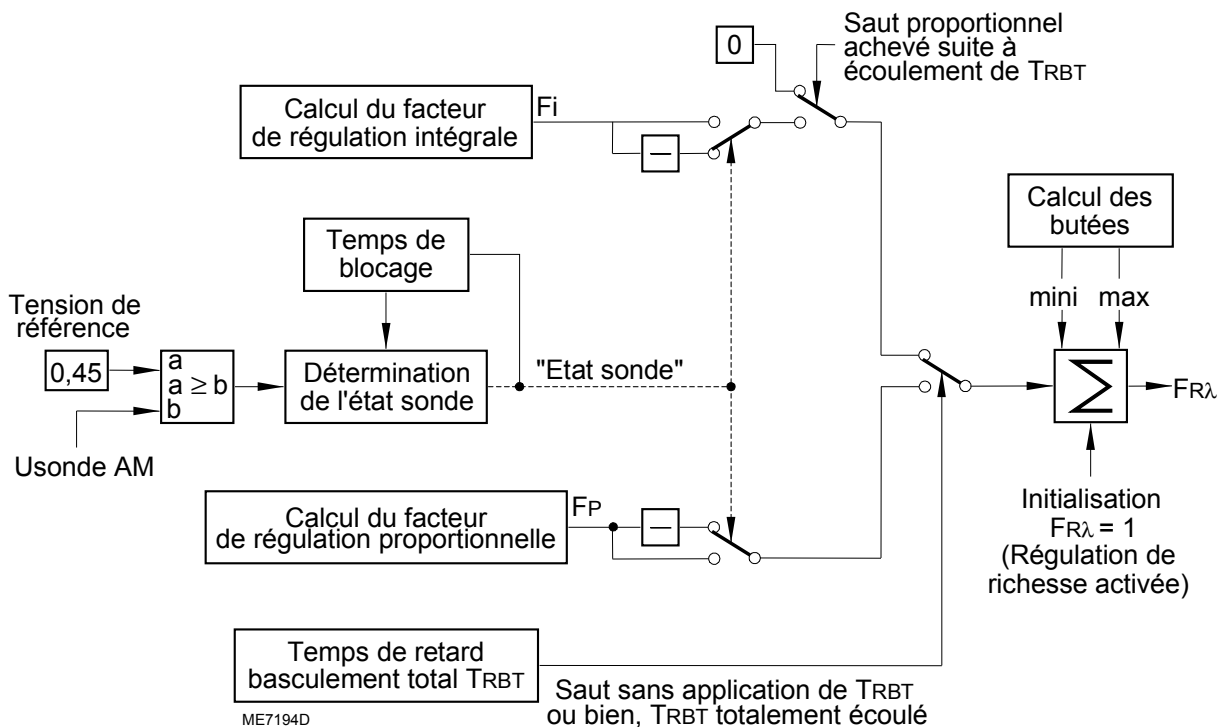 0
Saut proportionnel
achevé suite à
écoulement de TRBT
Calcul du facteur
de régulation intégrale
Fi
—
Calcul des
butées
mini
max
Temps de
blocage
Tension de
référence
0,45
a
a ≥ b
b
Usonde AM
Détermination
de l'état sonde
"Etat sonde"
Σ
FRλ
Calcul du facteur
de régulation proportionnelle
FP
—
Initialisation
FRλ = 1
(Régulation de
richesse activée)
Temps de retard
basculement total TRBT
Saut sans application de TRBT
ou bien, TRBT totalement écoulé
ME7194D